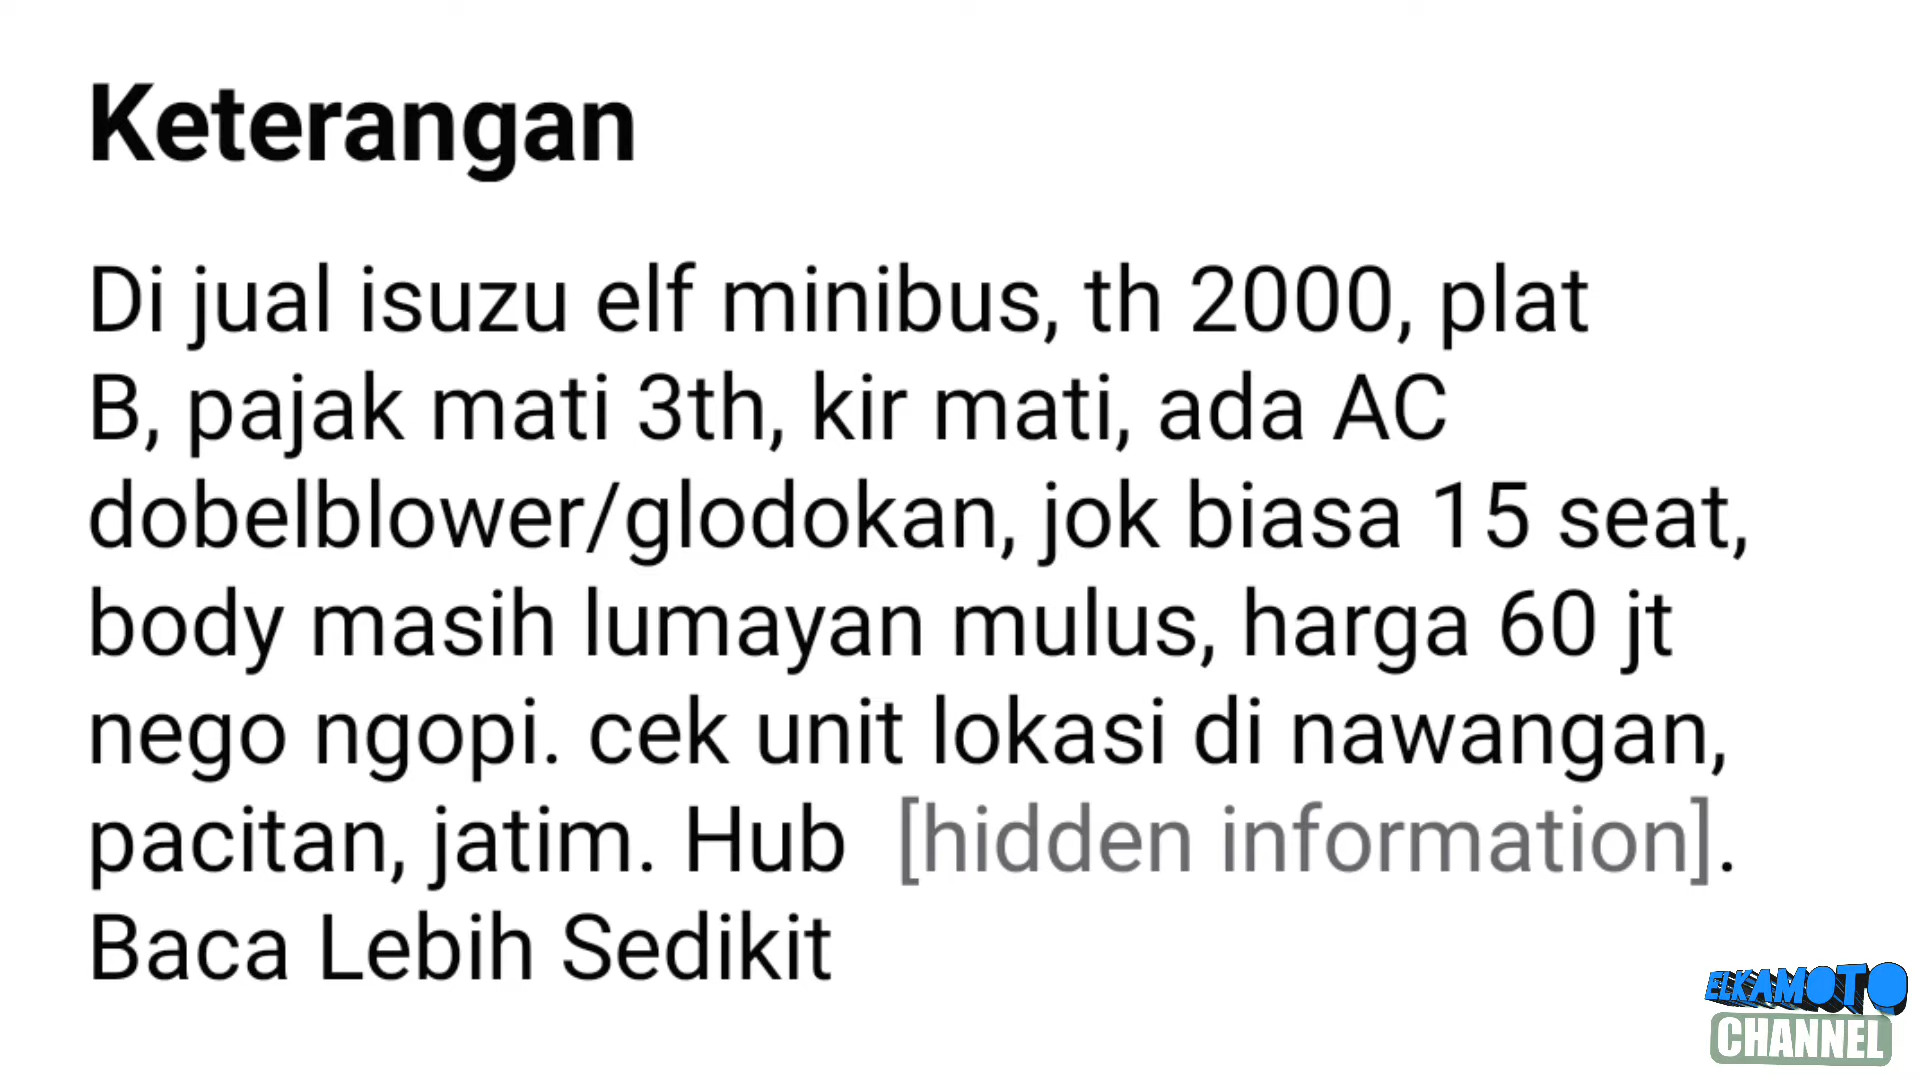 Keterangan
Di jual isuzu elf minibus, th 2000, plat
B, pajak mati 3th, kir mati, ada AC
dobelblower/glodokan, jok biasa 15 seat,
body masih lumayan mulus, harga 60 jt
nego ngopi. cek unit lokasi di nawangan,
pacitan, jatim. Hub [hidden information].
Baca Lebih Sedikit
ELKAMOTO
CHANNEL